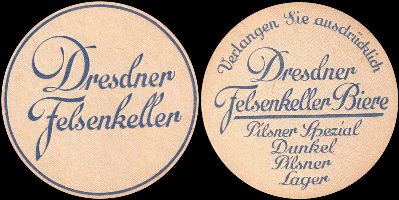 Dresdner
Felsenkeller
Verlangen Sie ausdrücklich
Dresdner
Felsenkeller-Biere
Pilsner Spezial
Dunkel
Pilsner
Lager